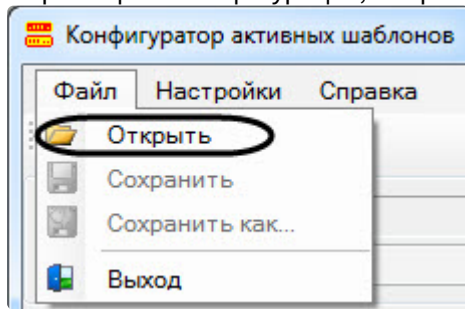 Конфигуратор активных шаблонов
Файл Настройки Справка
Открыть
Сохранить
Сохранить как...
Выход